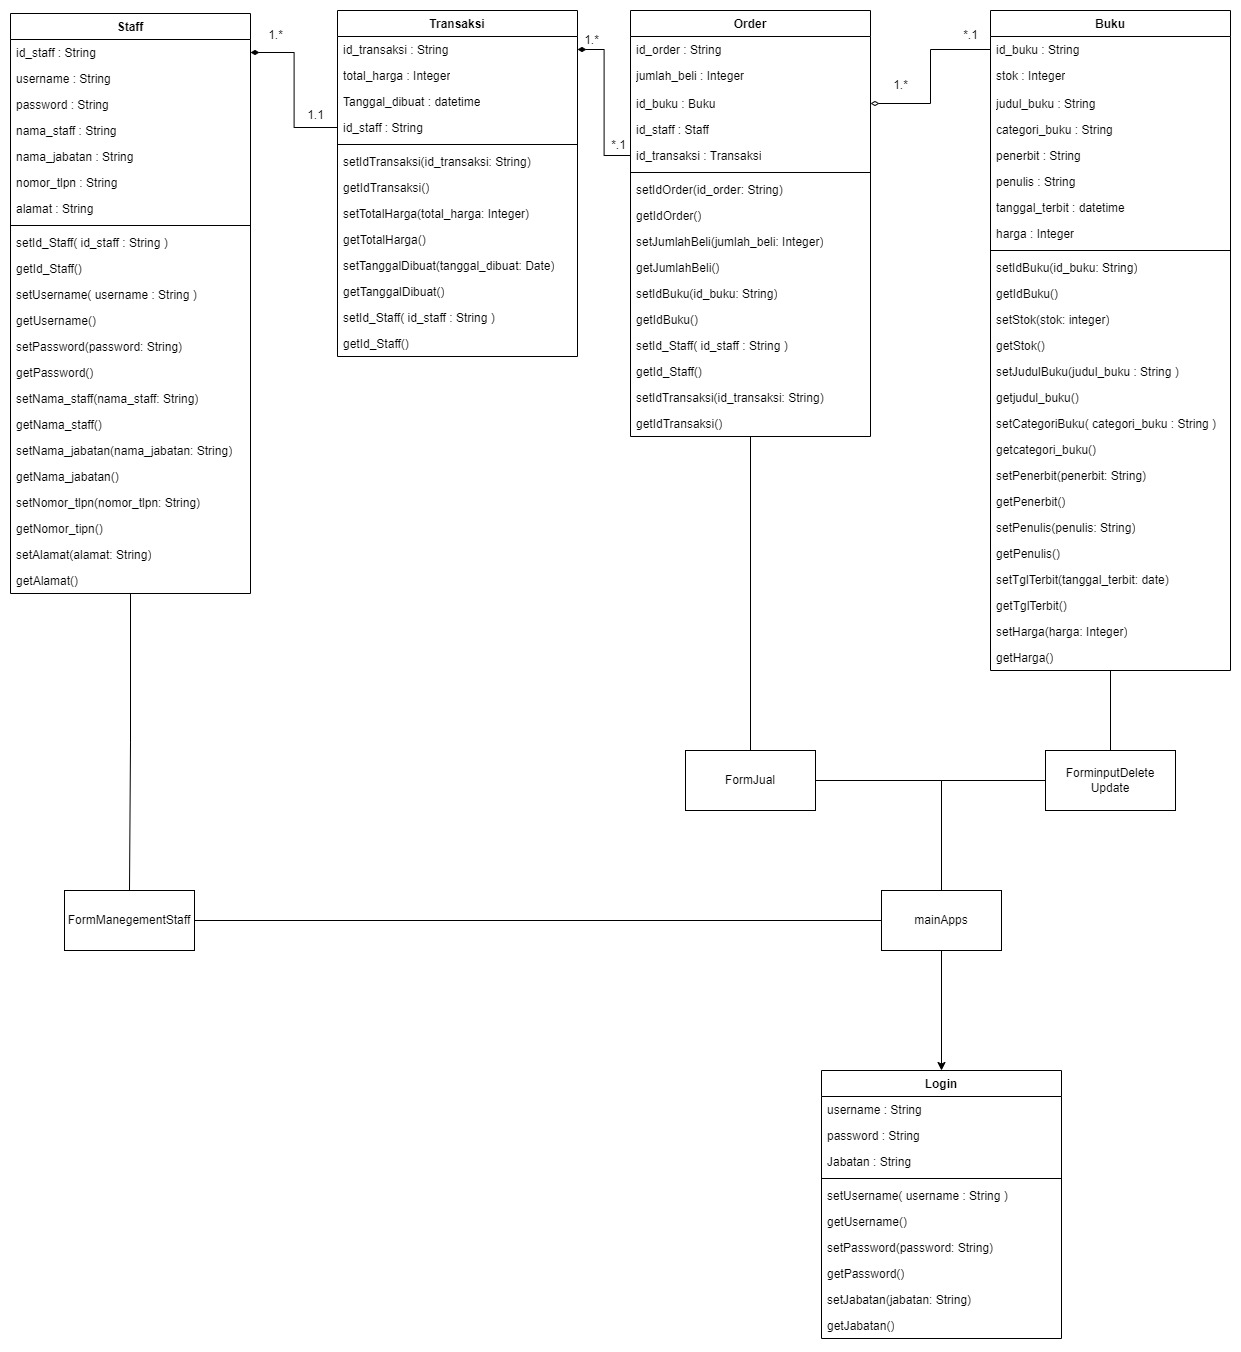 Staff
id_staff : String
username : String
password : String
nama_staff : String
nama_jabatan : String
nomor_tlpn : String
alamat : String
setId_Staff( id_staff : String )
getId_Staff()
setUsername( username : String )
getUsername()
setPassword(password: String)
getPassword()
setNama_staff(nama_staff: String)
getNama_staff()
setNama_jabatan(nama_jabatan: String)
getNama_jabatan()
setNomor_tlpn(nomor_tlpn: String)
getNomor_tipn()
setAlamat(alamat: String)
getAlamat()
1.*
1.1
Transaksi
id_transaksi : String
total_harga : Integer
Tanggal_dibuat : datetime
id_staff : String
setIdTransaksi(id_transaksi: String)
getIdTransaksi()
setTotalHarga(total_harga: Integer)
getTotalHarga()
setTanggalDibuat(tanggal_dibuat: Date)
getTanggalDibuat()
setId_Staff( id_staff : String )
getId_Staff()
1.*
*.1
Order
id_order : String
jumlah_beli : Integer
id_buku : Buku
id_staff : Staff
id_transaksi : Transaksi
setIdOrder(id_order: String)
getIdOrder()
setJumlahBeli(jumlah_beli: Integer)
getJumlahBeli()
setIdBuku(id_buku: String)
getIdBuku()
setId_Staff( id_staff : String )
getId_Staff()
setIdTransaksi(id_transaksi: String)
getIdTransaksi()
*.1
1.*
Buku
id_buku : String
stok : Integer
judul_buku : String
categori_buku : String
penerbit : String
penulis : String
tanggal_terbit : datetime
harga : Integer
setIdBuku(id_buku: String)
getIdBuku()
setStok(stok: integer)
getStok()
setJudulBuku(judul_buku : String )
getjudul_buku()
setCategoriBuku( categori_buku : String )
getcategori_buku()
setPenerbit(penerbit: String)
getPenerbit()
setPenulis(penulis: String)
getPenulis()
setTglTerbit(tanggal_terbit: date)
getTglTerbit()
setHarga(harga: Integer)
getHarga()
FormJual
ForminputDelete
Update
FormManegementStaff
mainApps
Login
username : String
password : String
Jabatan : String
setUsername( username : String )
getUsername()
setPassword(password: String)
getPassword()
setJabatan(jabatan: String)
getJabatan()